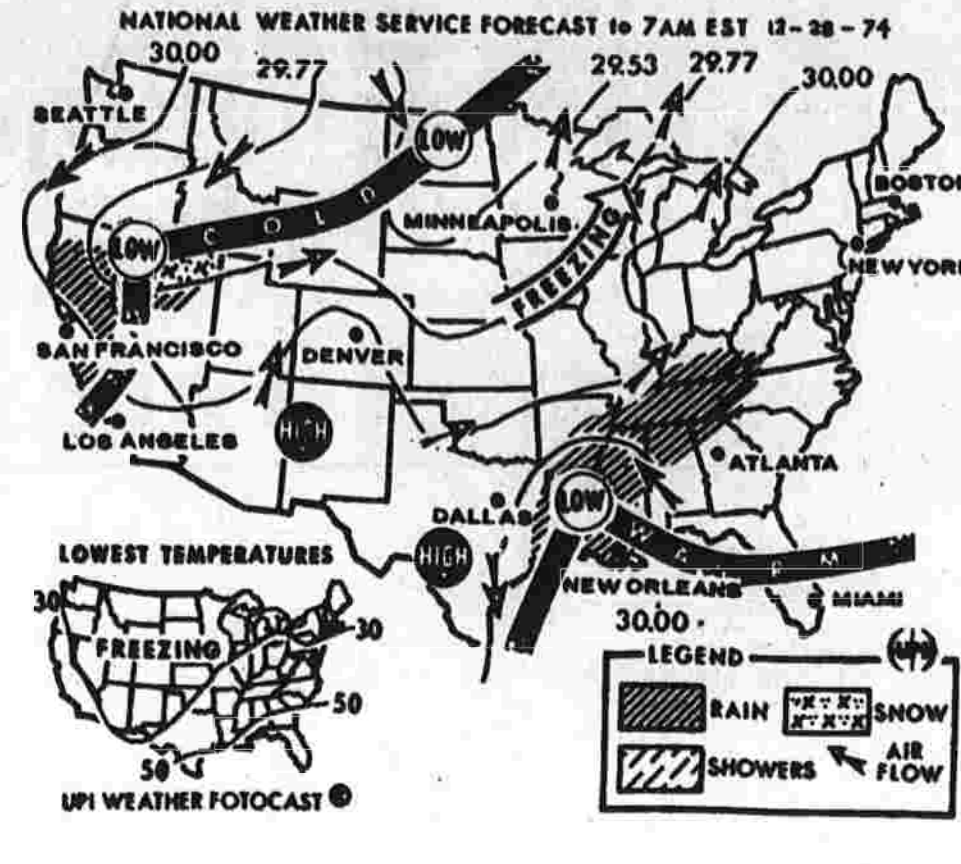 NATIONAL WEATHER SERVICE FORECAST to 7AM EST 12-28-74
30.00
29.77
29.53
29.77
30.00
SEATTLE
LOW
COLD
LOW
MINNEAPOLIS
BOSTON
NEW YORK
FREEZING
SAN FRANCISCO
DENVER
LOS ANGELES
HIGH
ATLANTA
LOW
DALLAS
HIGH
WARM
NEW ORLEANS
MIAMI
30.00
LOWEST TEMPERATURES
30
FREEZING
30
50
50
UPI WEATHER FOTOCAST ©
LEGEND
RAIN
SNOW
SHOWERS
AIR
FLOW